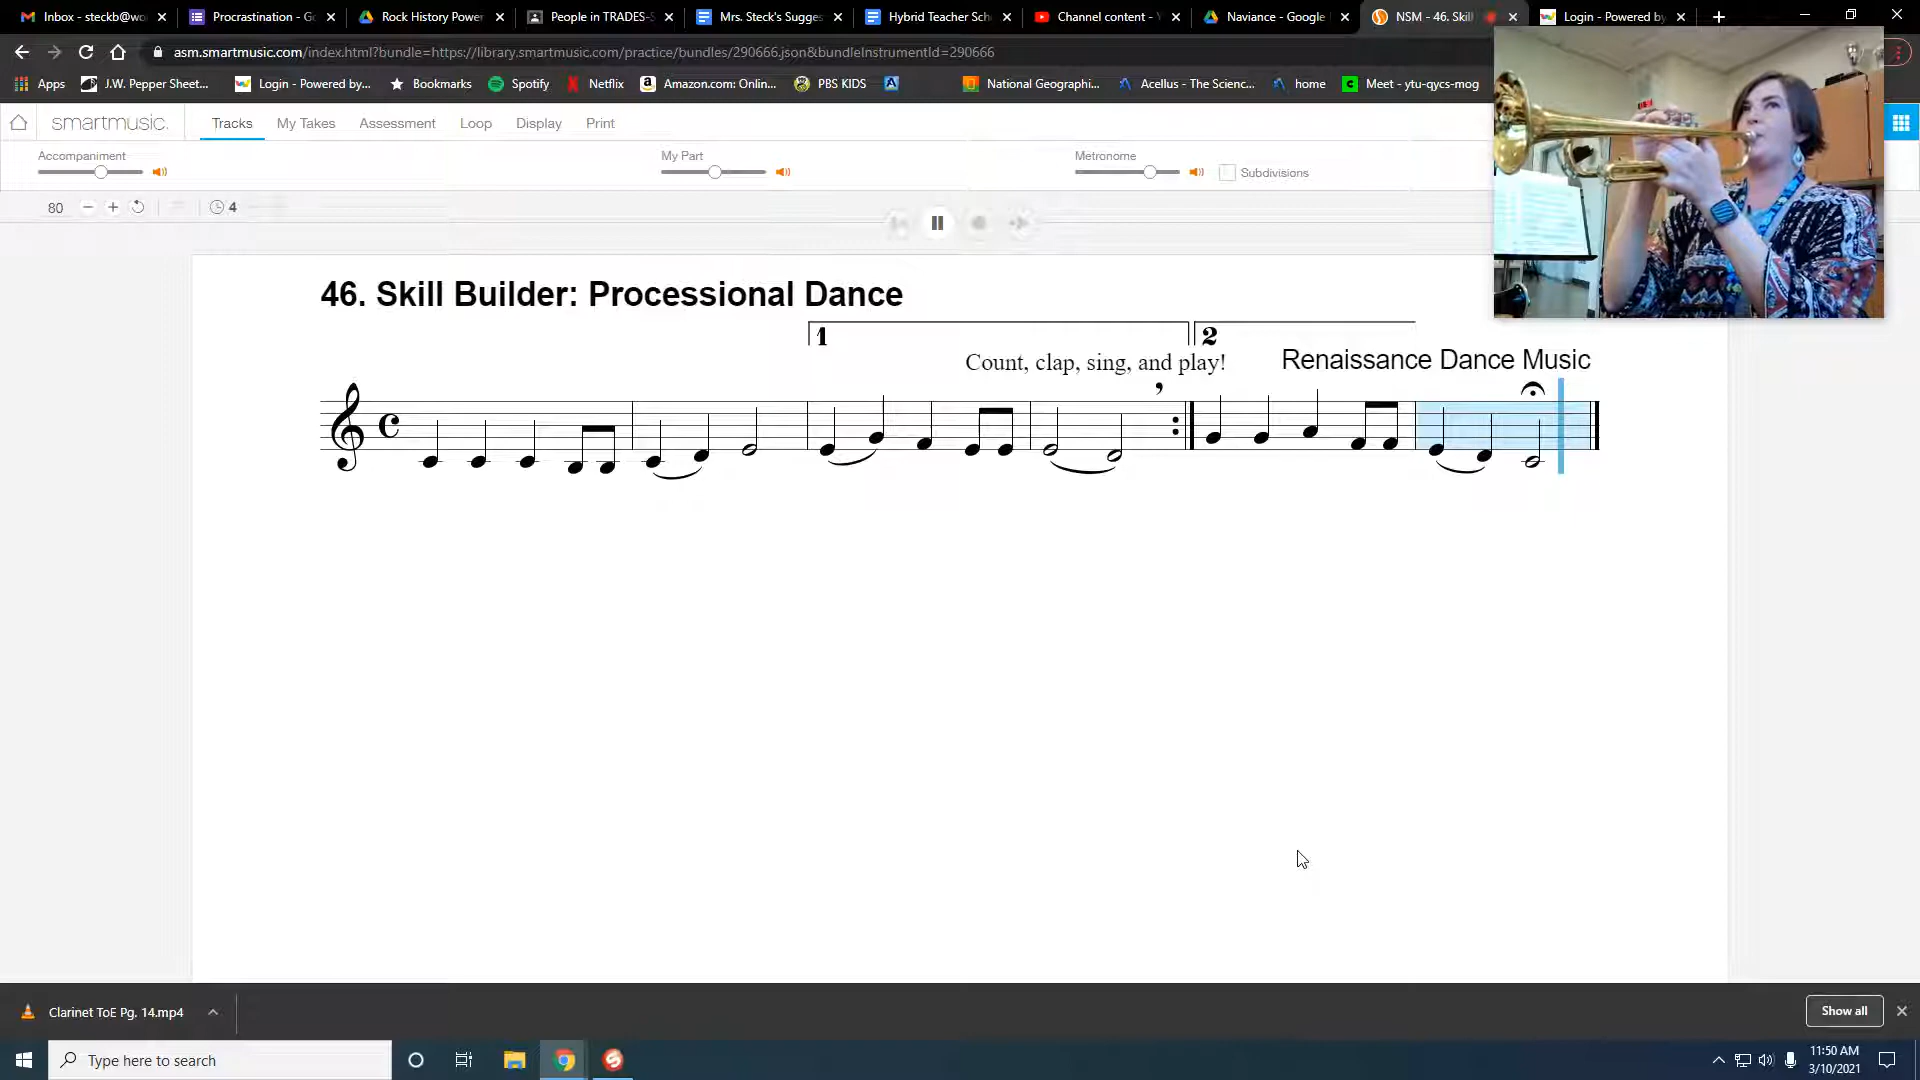 Inbox - steckb@wo
Procrastination - Go
Rock History Power
People in TRADES-S
Mrs. Steck's Sugges
Hybrid Teacher Sch
Channel content - Y
Naviance - Google
NSM - 46. Skil
Login - Powered by
asm.smartmusic.com/index.html?bundle=https://library.smartmusic.com/practice/bundles/290666.json&bundleInstrumentId=290666
Apps
J.W. Pepper Sheet...
Login - Powered by...
Bookmarks
Spotify
Netflix
Amazon.com: Onlin...
PBS KIDS
National Geographi...
Acellus - The Scienc...
home
Meet - ytu-qycs-mog
smartmusic.
Tracks
My Takes
Assessment
Loop
Display
Print
Accompaniment
My Part
Metronome
Subdivisions
80
4
46. Skill Builder: Processional Dance
1
2
Count, clap, sing, and play!
Renaissance Dance Music
Clarinet ToE Pg. 14.mp4
Show all
Type here to search
11:50 AM
3/10/2021